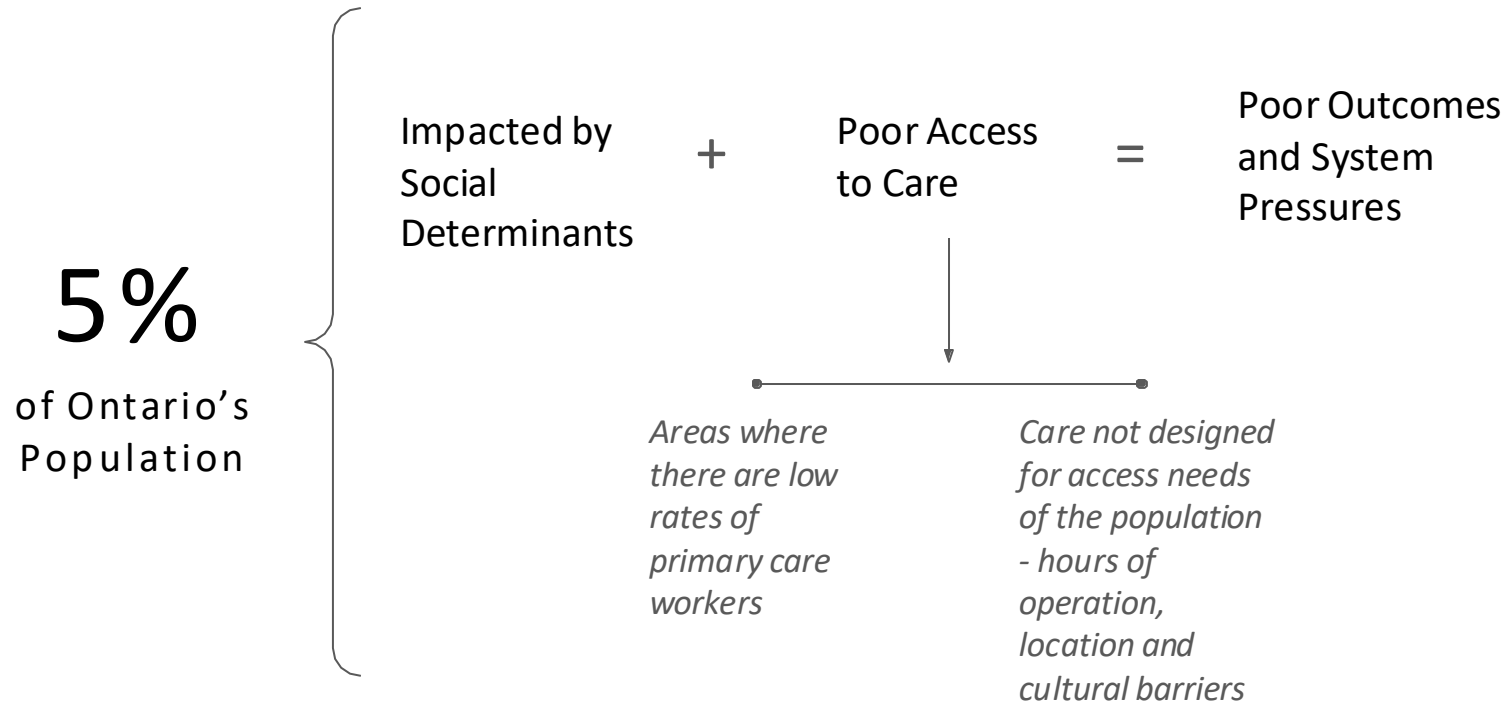 5%
of Ontario’s
Population
Impacted by
Social
Determinants
+
Poor Access
to Care
=
Poor Outcomes
and System
Pressures
Areas where
there are low
rates of
primary care
workers
Care not designed
for access needs
of the population
- hours of
operation,
location and
cultural barriers